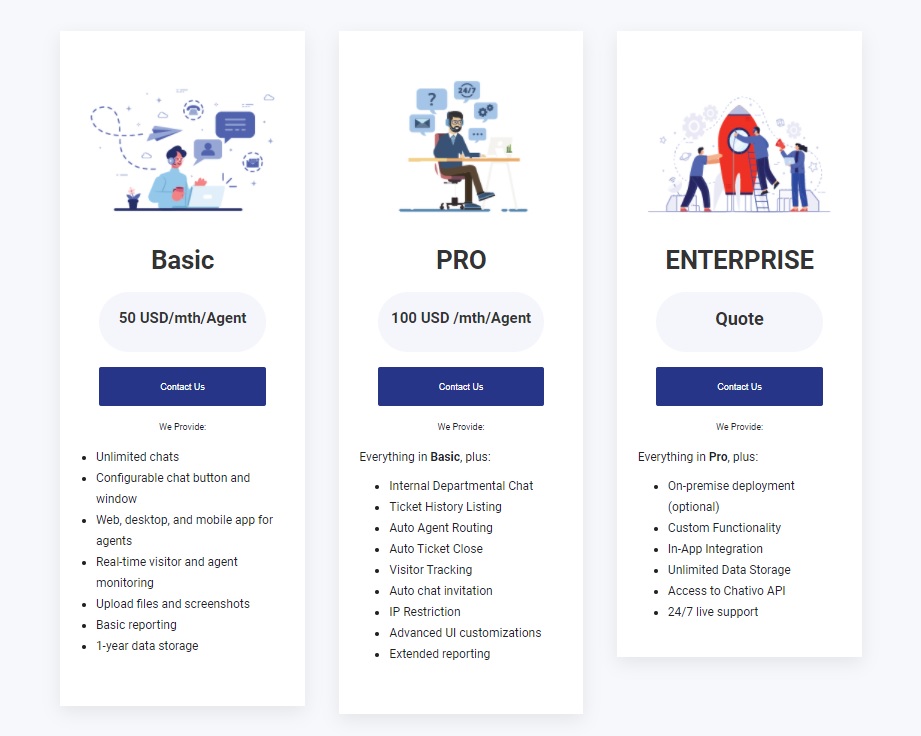 ?
24/7
Basic
50 USD/mth/Agent
Contact Us
We Provide:
Unlimited chats
Configurable chat button and
window
Web, desktop, and mobile app for
agents
Real-time visitor and agent
monitoring
Upload files and screenshots
Basic reporting
1-year data storage
PRO
100 USD /mth/Agent
Contact Us
We Provide:
Everything in Basic, plus:
Internal Departmental Chat
Ticket History Listing
Auto Agent Routing
Auto Ticket Close
Visitor Tracking
Auto chat invitation
IP Restriction
Advanced UI customizations
Extended reporting
ENTERPRISE
Quote
Contact Us
We Provide:
Everything in Pro, plus:
On-premise deployment
(optional)
Custom Functionality
In-App Integration
Unlimited Data Storage
Access to Chativo API
24/7 live support